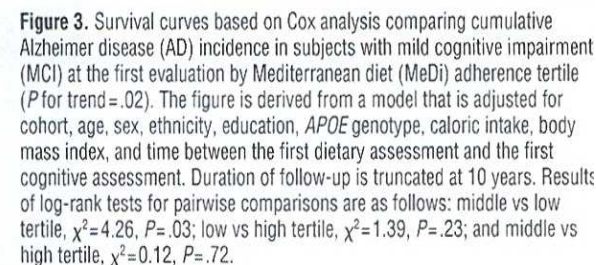 Figure 3. Survival curves based on Cox analysis comparing cumulative
Alzheimer disease (AD) incidence in subjects with mild cognitive impairment
(MCI) at the first evaluation by Mediterranean diet (MeDi) adherence tertile
(P for trend=.02). The figure is derived from a model that is adjusted for
cohort, age, sex, ethnicity, education, APOE genotype, caloric intake, body
mass index, and time between the first dietary assessment and the first
cognitive assessment. Duration of follow-up is truncated at 10 years. Results
of log-rank tests for pairwise comparisons are as follows: middle vs low
tertile, χ²=4.26, P=.03; low vs high tertile, χ²=1.39, P=.23; and middle vs
high tertile, χ²=0.12, P=.72.